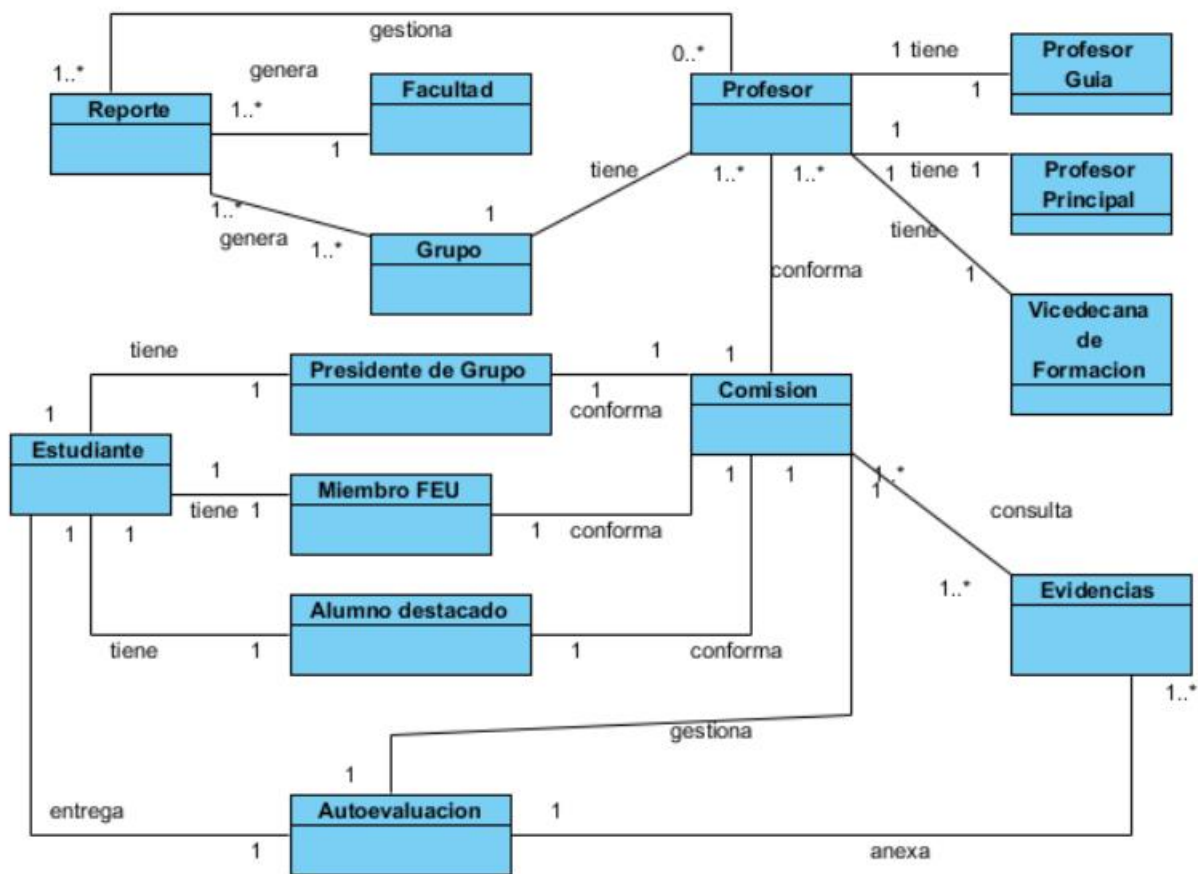 gestiona
1..*
genera
0..*
1 tiene
Profesor
Guia
1
Reporte
1..*
Facultad
1
Profesor
1
1 tiene 1
Profesor
Principal
tiene
1..*
1..*
1..*
1
genera
1..*
Grupo
tiene
1
conforma
Vicedecana
de
Formacion
tiene
1
Presidente de Grupo
1
1
1
conforma
Comision
1
Estudiante
1
tiene 1
Miembro FEU
1
conforma
1
1
1..*
1
consulta
1
1
1..*
Evidencias
Alumno destacado
tiene
1
1
conforma
1..*
gestiona
1
entrega
1
Autoevaluacion
1
anexa